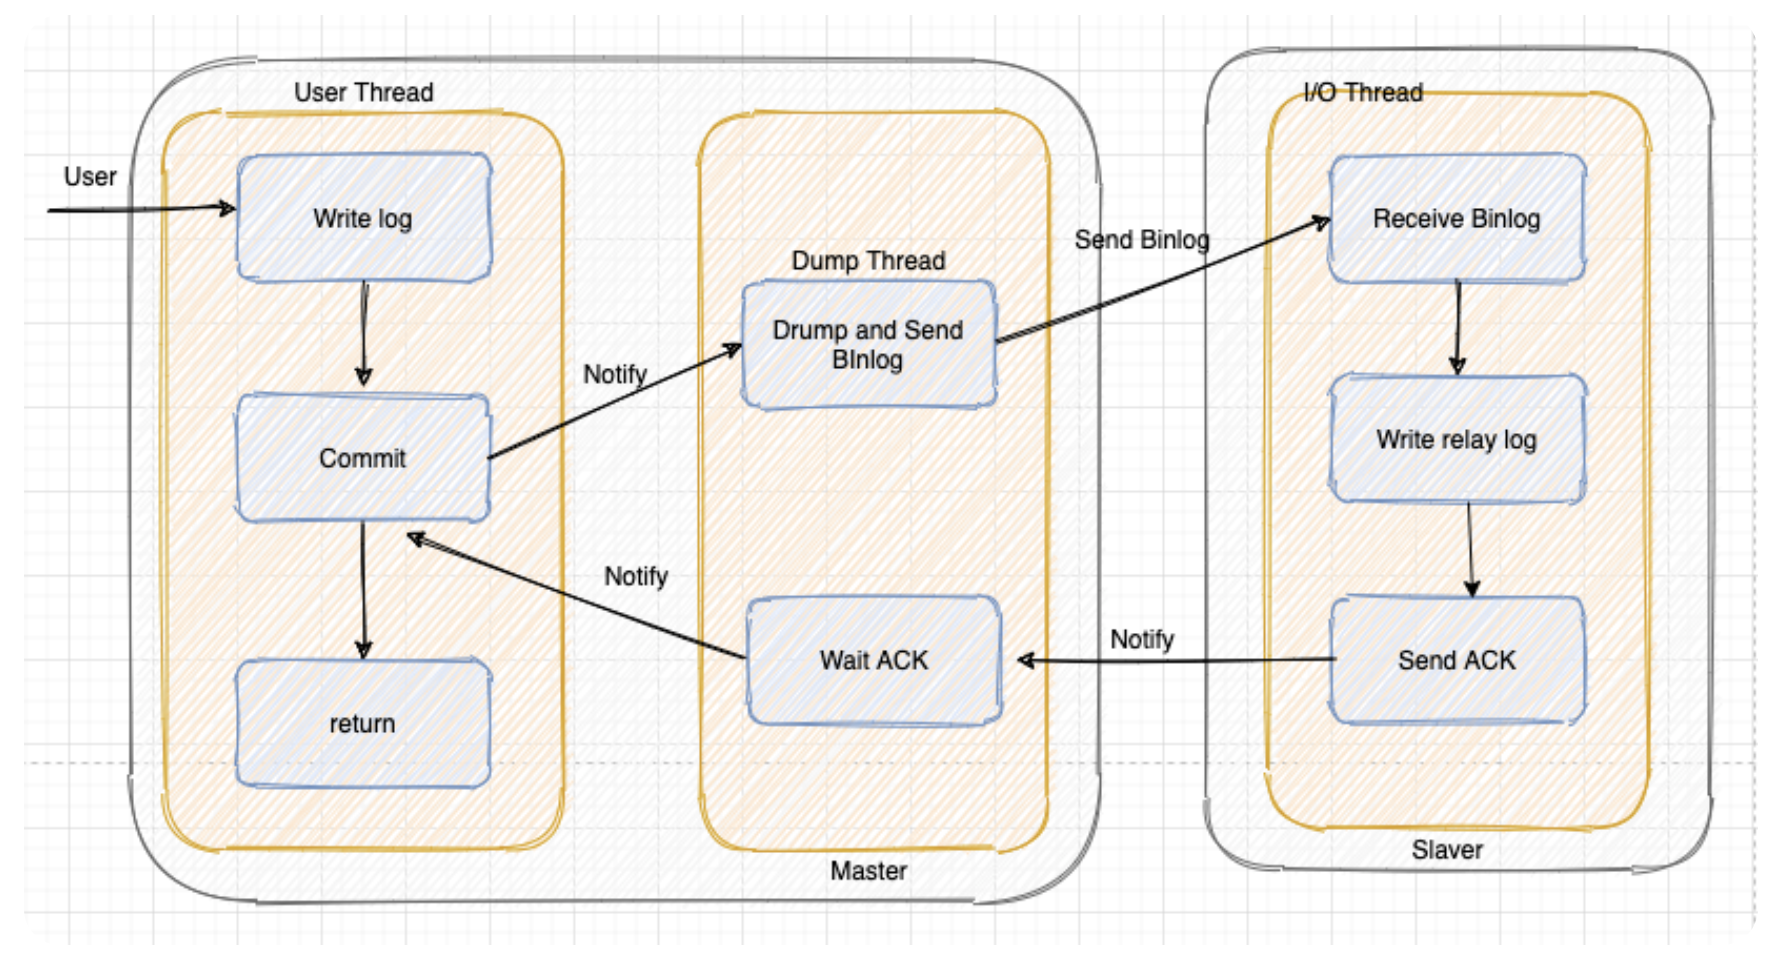 User Thread
I/O Thread
User
Write log
Receive Binlog
Send Binlog
Dump Thread
Drump and Send
BInlog
Notify
Commit
Write relay log
Notify
Notify
Wait ACK
Send ACK
return
Slaver
Master